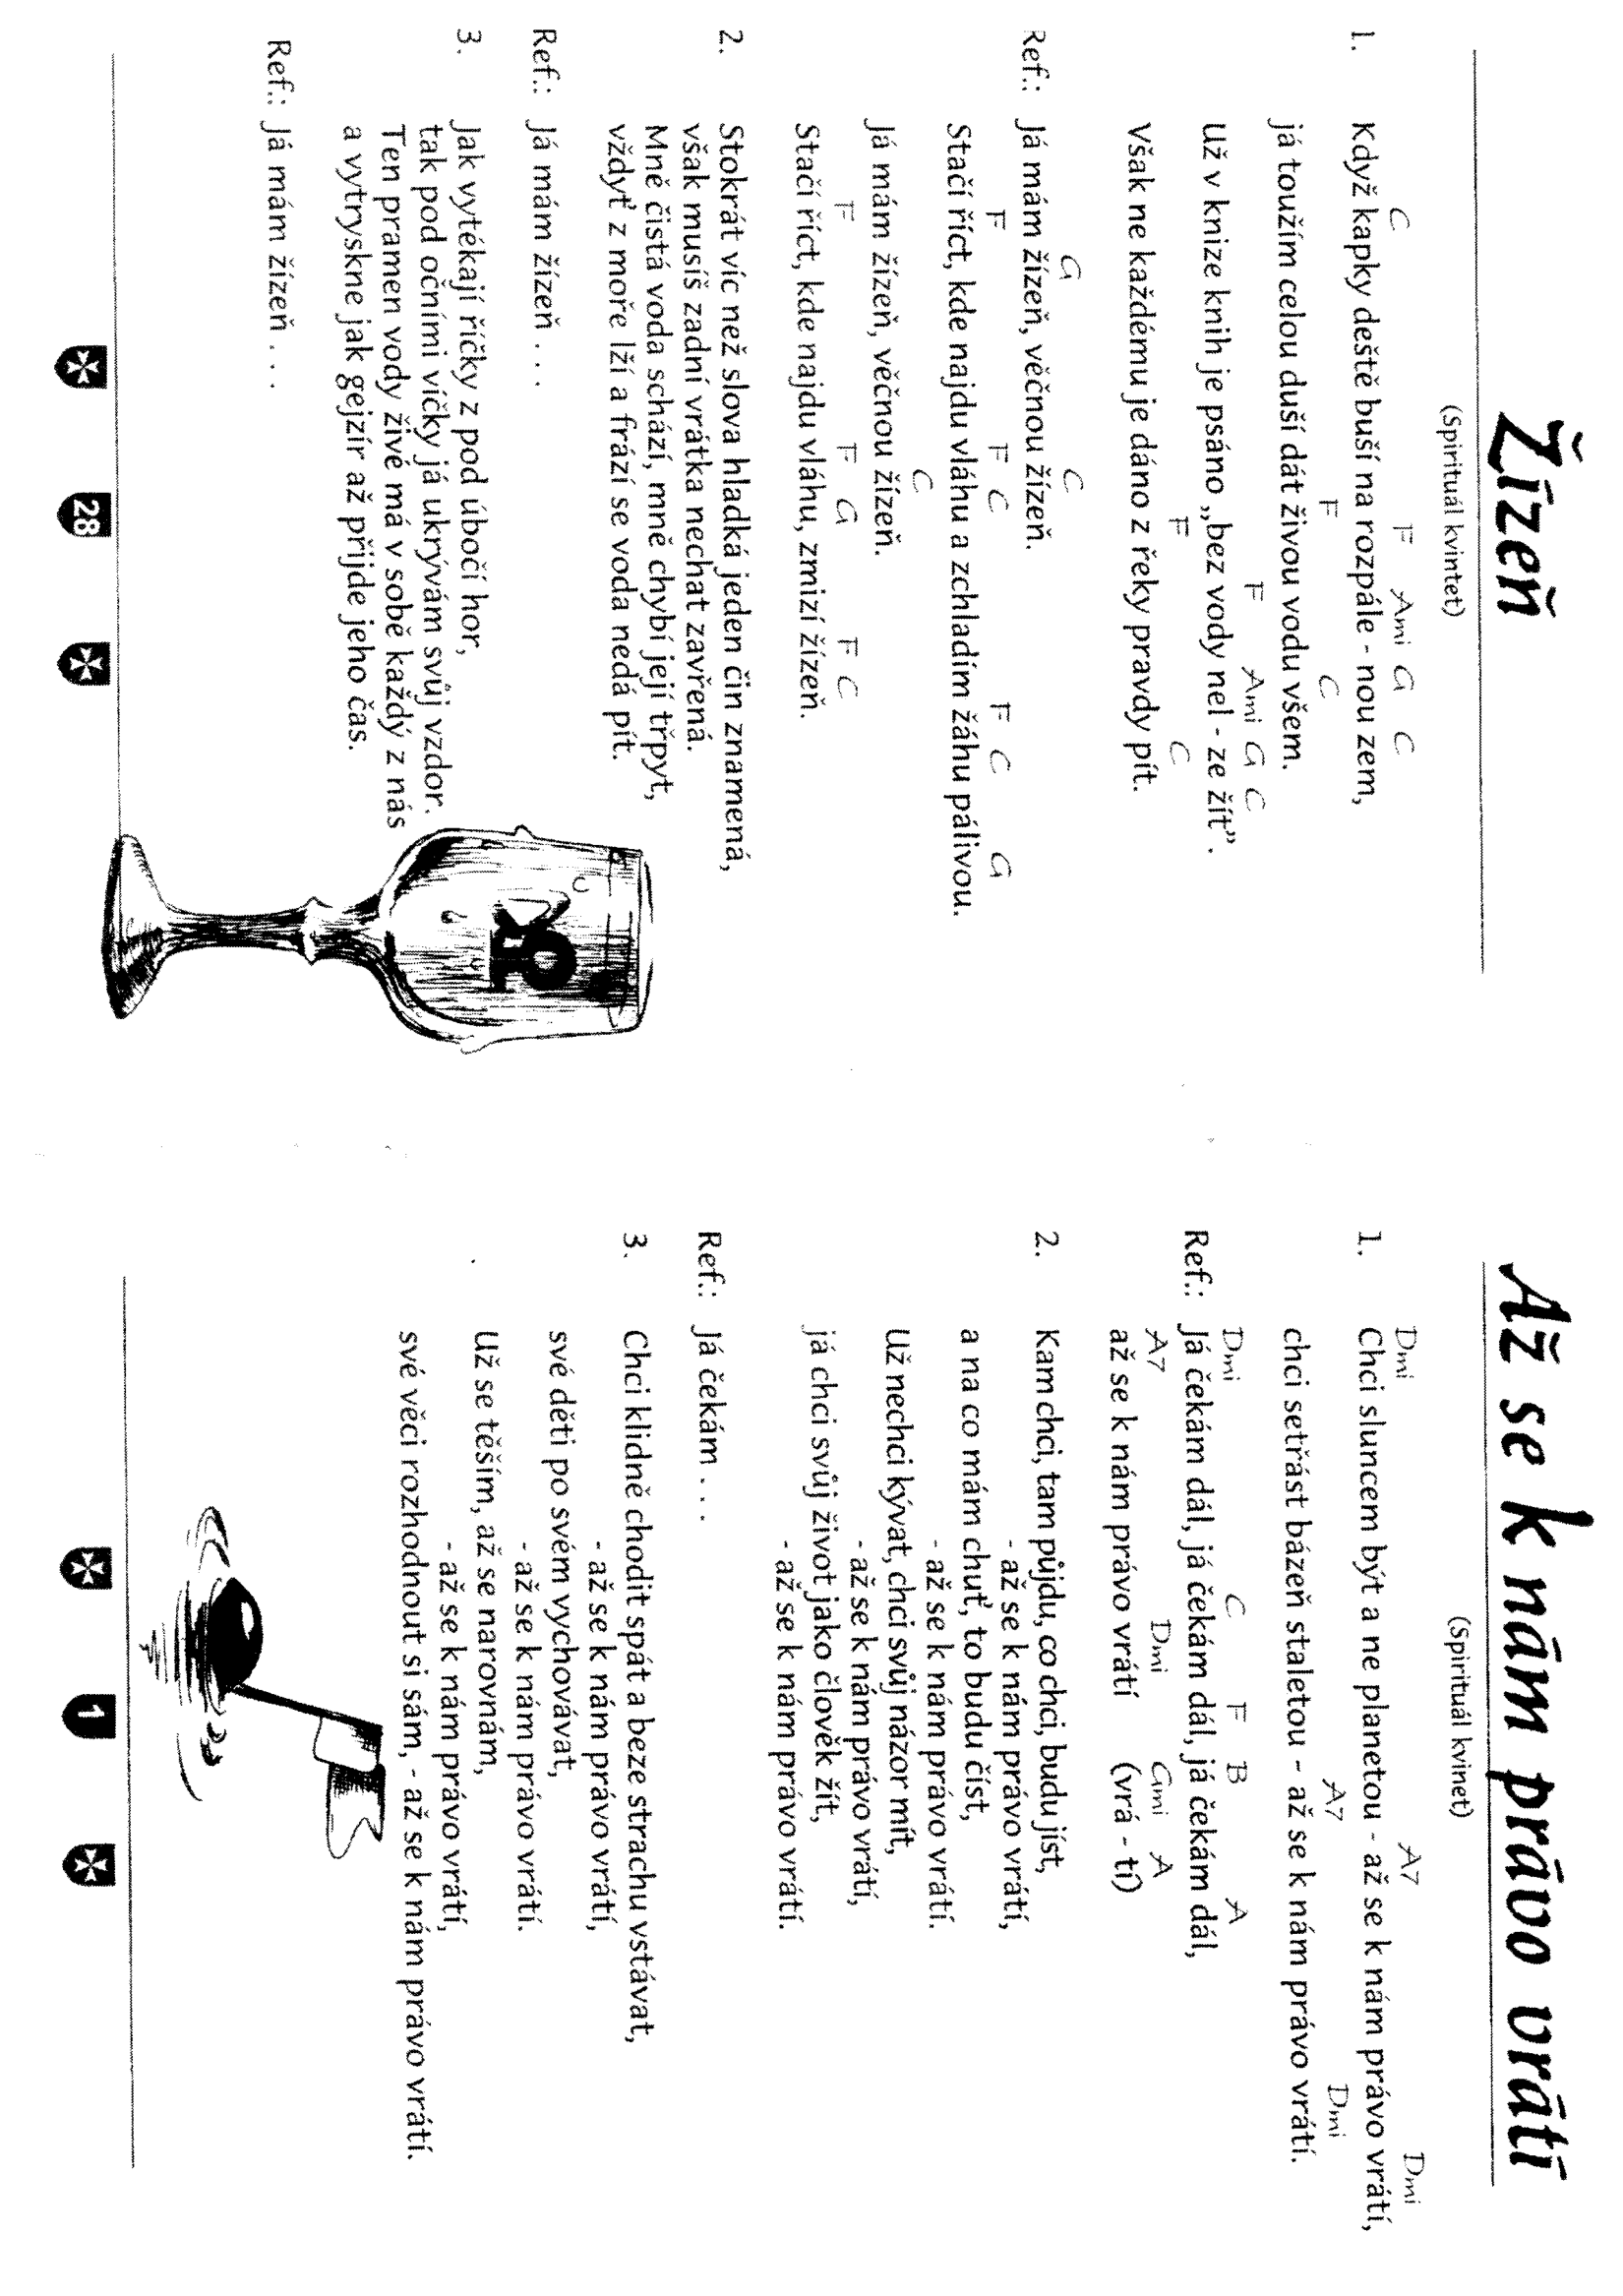 Žízeň
(Spirituál kvintet)
C F Ami G C
1. Když kapky deště buší na rozpále - nou zem,
F C
já toužím celou duší dát živou vodu všem.
F Ami G C
Už v knize knih je psáno „bez vody nel - ze žít”.
F C
Však ne každému je dáno z řeky pravdy pít.
G C
Ref.: Já mám žízeň, věčnou žízeň.
F F C F C G
Stačí říct, kde najdu vláhu a zchladím žáhu pálivou.
C
Já mám žízeň, věčnou žízeň.
F F G F C
Stačí říct, kde najdu vláhu, zmizí žízeň.
2. Stokrát víc než slova hladká jeden čin znamená,
však musíš zadní vrátka nechat zavřená.
Mně čistá voda schází, mně chybí její třpyt,
vždyť z moře lží a frází se voda nedá pít.
Ref.: Já mám žízeň . . .
3. Jak vytékají říčky z pod úbočí hor,
tak pod očními víčky já ukrývám svůj vzdor.
Ten pramen vody živé má v sobě každý z nás
a vytryskne jak gejzír až přijde jeho čas.
Ref.: Já mám žízeň . . .
28
Až se k nám právo vrátí
(Spirituál kvinet)
Dmi A7 Dmi
1. Chci sluncem být a ne planetou - až se k nám právo vrátí,
A7 Dmi
chci setřást bázeň staletou – až se k nám právo vrátí.
Dmi C F B A
Ref.: Já čekám dál, já čekám dál, já čekám dál,
A7 Dmi Gmi A
až se k nám právo vrátí (vrá - tí)
2. Kam chci, tam půjdu, co chci, budu jíst,
- až se k nám právo vrátí,
a na co mám chuť, to budu číst,
- až se k nám právo vrátí.
Už nechci kývat, chci svůj názor mít,
- až se k nám právo vrátí,
já chci svůj život jako člověk žít,
- až se k nám právo vrátí.
Ref.: Já čekám . . .
3. Chci klidně chodit spát a beze strachu vstávat,
- až se k nám právo vrátí,
své děti po svém vychovávat,
- až se k nám právo vrátí.
Už se těším, až se narovnám,
- až se k nám právo vrátí,
své věci rozhodnout si sám, - až se k nám právo vrátí.
1